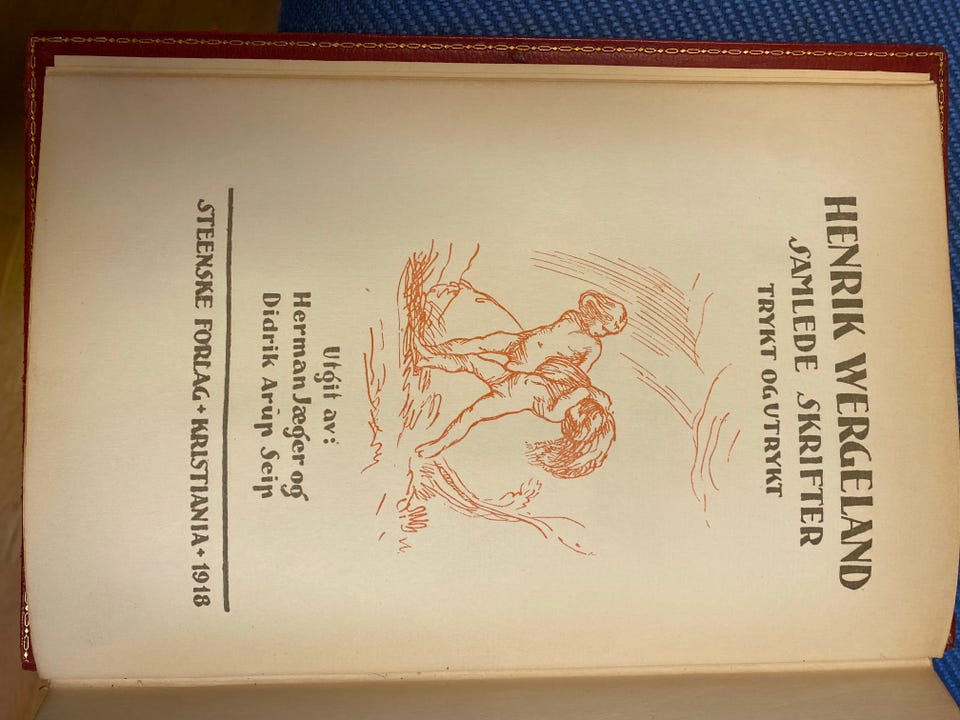 HENRIK WERGELAND
SAMLEDE SKRIFTER
TRYKT OG UTRYKT
Utgit av:
Herman Jæger og
Didrik Arup Seip
STEENSKE FORLAG + KRISTIANIA + 1918